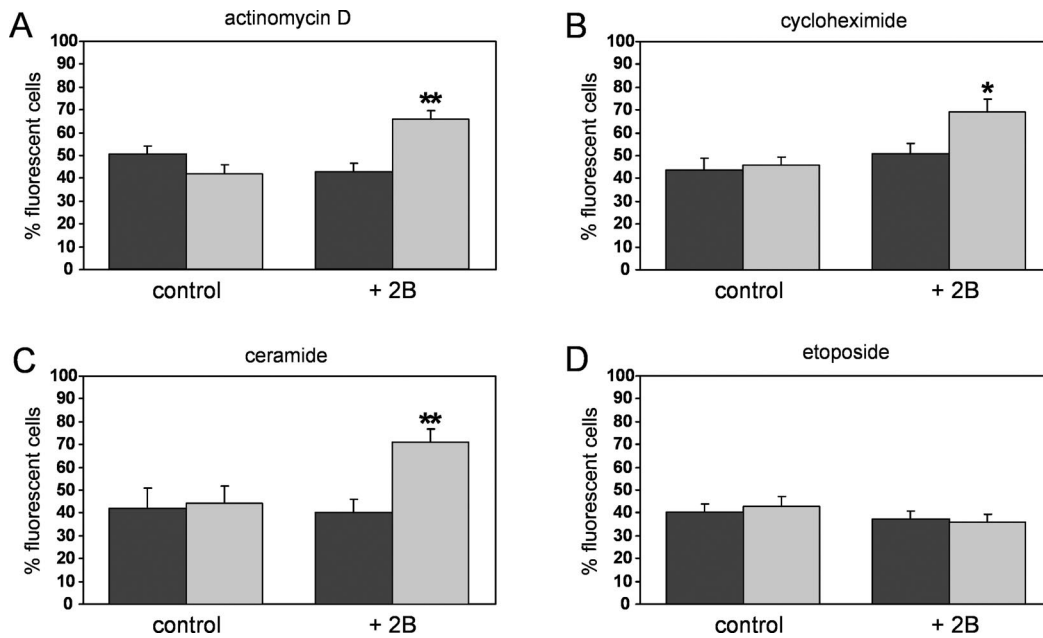 A
actinomycin D
% fluorescent cells
100
90
80
70
60
50
40
30
20
10
0
**
control
+ 2B
B
cycloheximide
% fluorescent cells
100
90
80
70
60
50
40
30
20
10
0
*
control
+ 2B
C
ceramide
% fluorescent cells
100
90
80
70
60
50
40
30
20
10
0
**
control
+ 2B
D
etoposide
% fluorescent cells
100
90
80
70
60
50
40
30
20
10
0
control
+ 2B